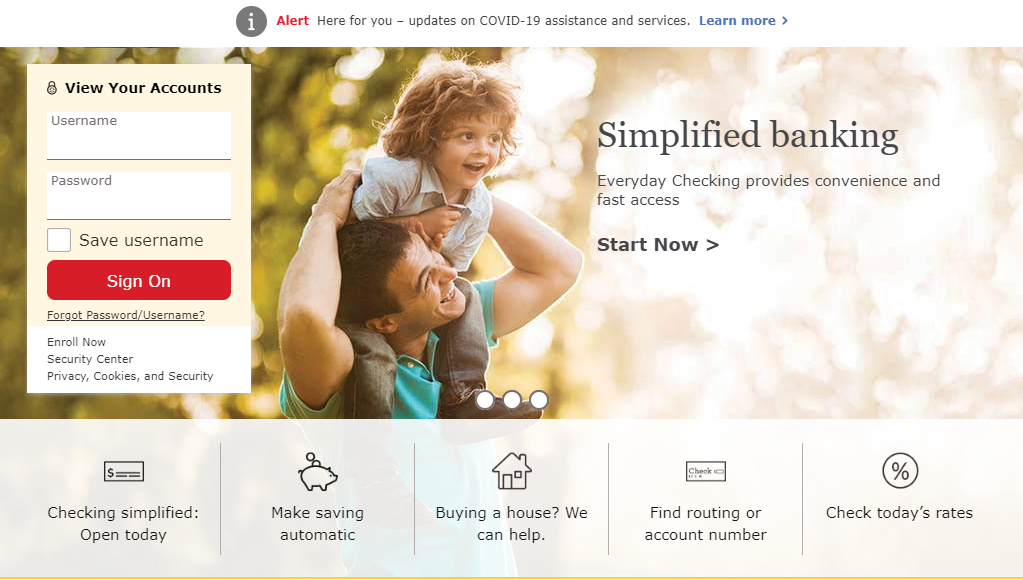 Alert Here for you – updates on COVID-19 assistance and services. Learn more >
View Your Accounts
Username
Password
Save username
Sign On
Forgot Password/Username?
Enroll Now
Security Center
Privacy, Cookies, and Security
Simplified banking
Everyday Checking provides convenience and
fast access
Start Now >
$
Checking simplified:
Open today
Make saving
automatic
Buying a house? We
can help.
Check
Find routing or
account number
%
Check today’s rates